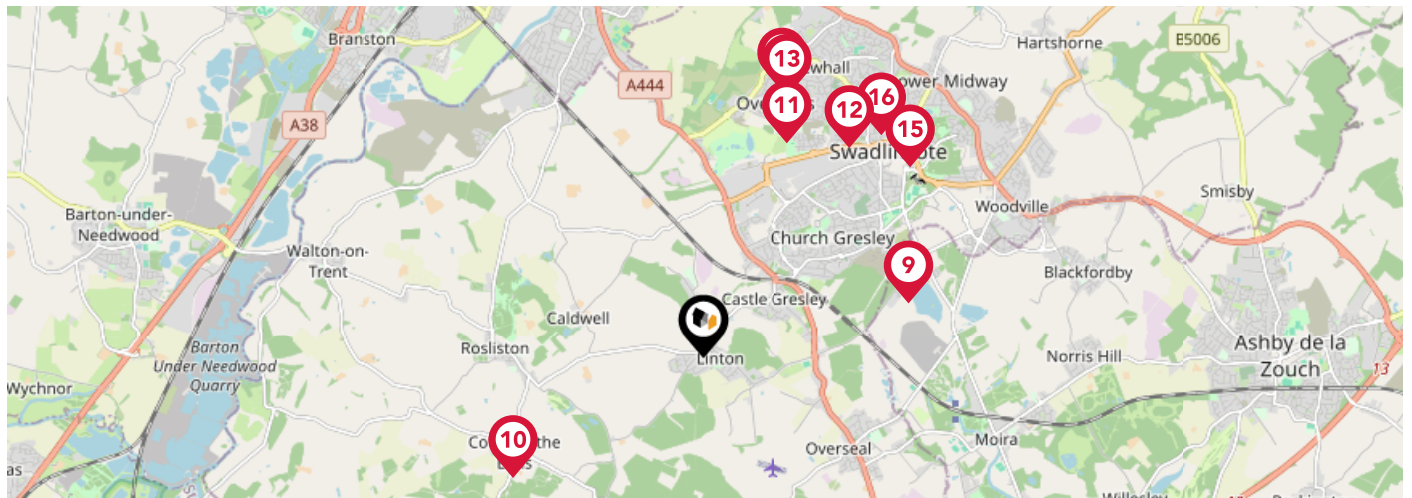 Branston
Hartshorne
E5006
A444
13
11
12
16
15
A38
Smisby
Barton-under-
Needwood
Woodville
Walton-on-
Trent
Church Gresley
9
Blackfordby
Castle Gresley
Caldwell
Barton
Under Needwood
Quarry
Rosliston
Linton
Norris Hill
Ashby de la
Zouch
13
Wychnor
10
Overseal
Moira